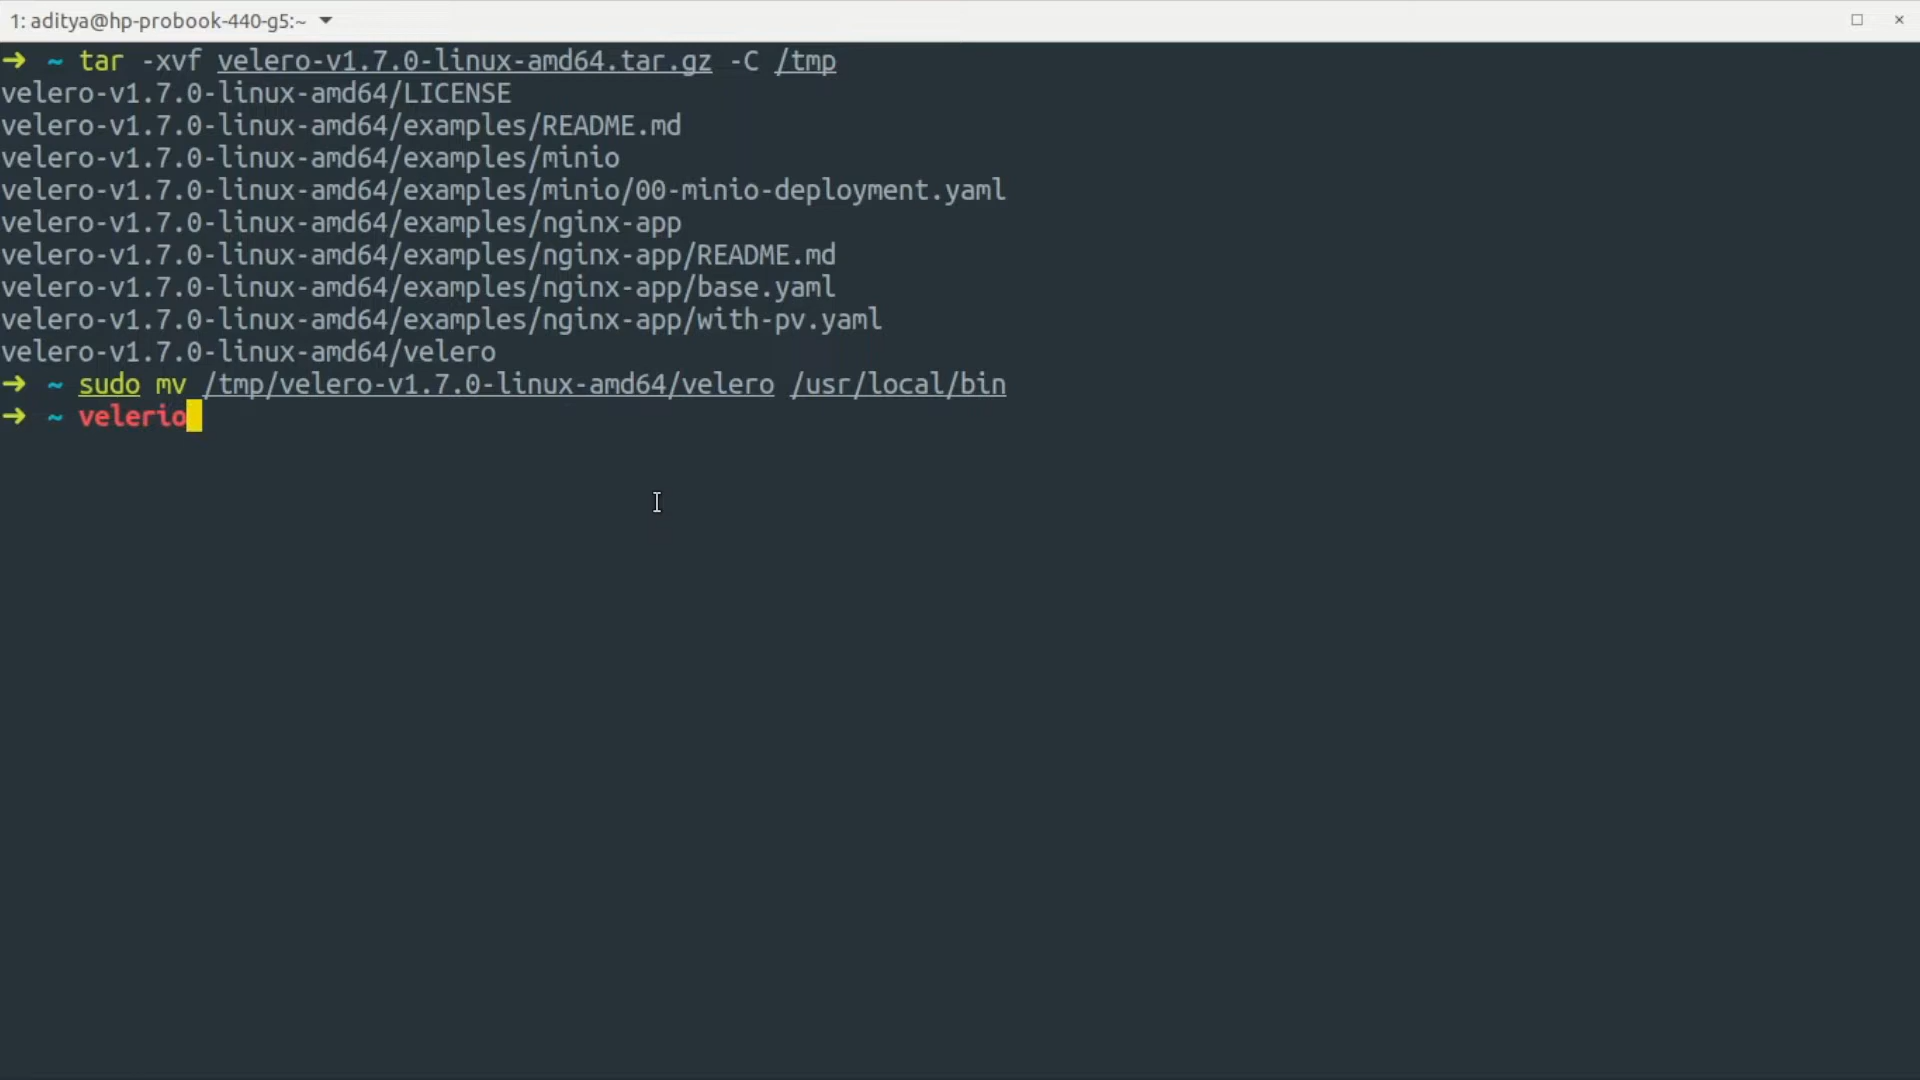 1: aditya@hp-probook-440-g5:~
→ ~ tar -xvf velero-v1.7.0-linux-amd64.tar.gz -C /tmp
velero-v1.7.0-linux-amd64/LICENSE
velero-v1.7.0-linux-amd64/examples/README.md
velero-v1.7.0-linux-amd64/examples/minio
velero-v1.7.0-linux-amd64/examples/minio/00-minio-deployment.yaml
velero-v1.7.0-linux-amd64/examples/nginx-app
velero-v1.7.0-linux-amd64/examples/nginx-app/README.md
velero-v1.7.0-linux-amd64/examples/nginx-app/base.yaml
velero-v1.7.0-linux-amd64/examples/nginx-app/with-pv.yaml
velero-v1.7.0-linux-amd64/velero
→ ~ sudo mv /tmp/velero-v1.7.0-linux-amd64/velero /usr/local/bin
→ ~ velerio